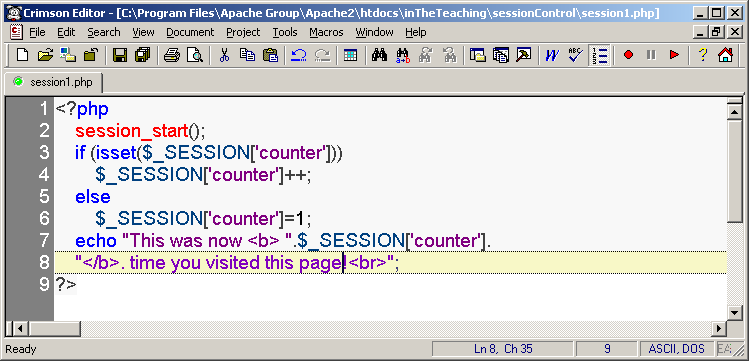 Crimson Editor - [C:\Program Files\Apache Group\Apache2\htdocs\inTheTeaching\sessionControl\session1.php]
File Edit Search View Document Project Tools Macros Window Help
session1.php
1 <?php
2 session_start();
3 if (isset($_SESSION['counter']))
4 $_SESSION['counter']++;
5 else
6 $_SESSION['counter']=1;
7 echo "This was now <b> ".$_SESSION['counter'].
8 "</b>. time you visited this page!<br>";
9 ?>
Ready Ln 8, Ch 35 9 ASCII, DOS